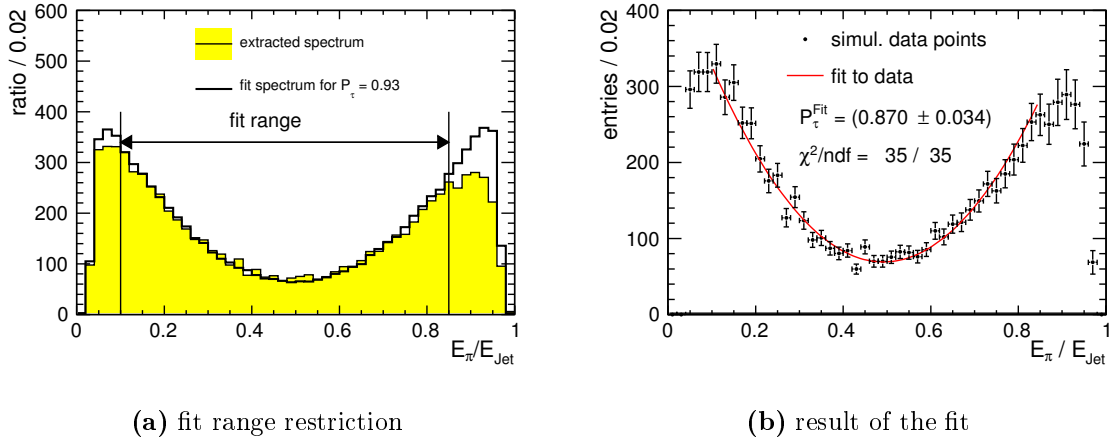 ratio / 0.02
600
500
400
300
200
100
0
extracted spectrum
fit spectrum for P_τ = 0.93
fit range
0 0.2 0.4 0.6 0.8 1
E_π/E_Jet
(a) fit range restriction
entries / 0.02
400
300
200
100
0
simul. data points
fit to data
P_τ^Fit = (0.870 ± 0.034)
χ²/ndf = 35 / 35
0 0.2 0.4 0.6 0.8 1
E_π / E_Jet
(b) result of the fit